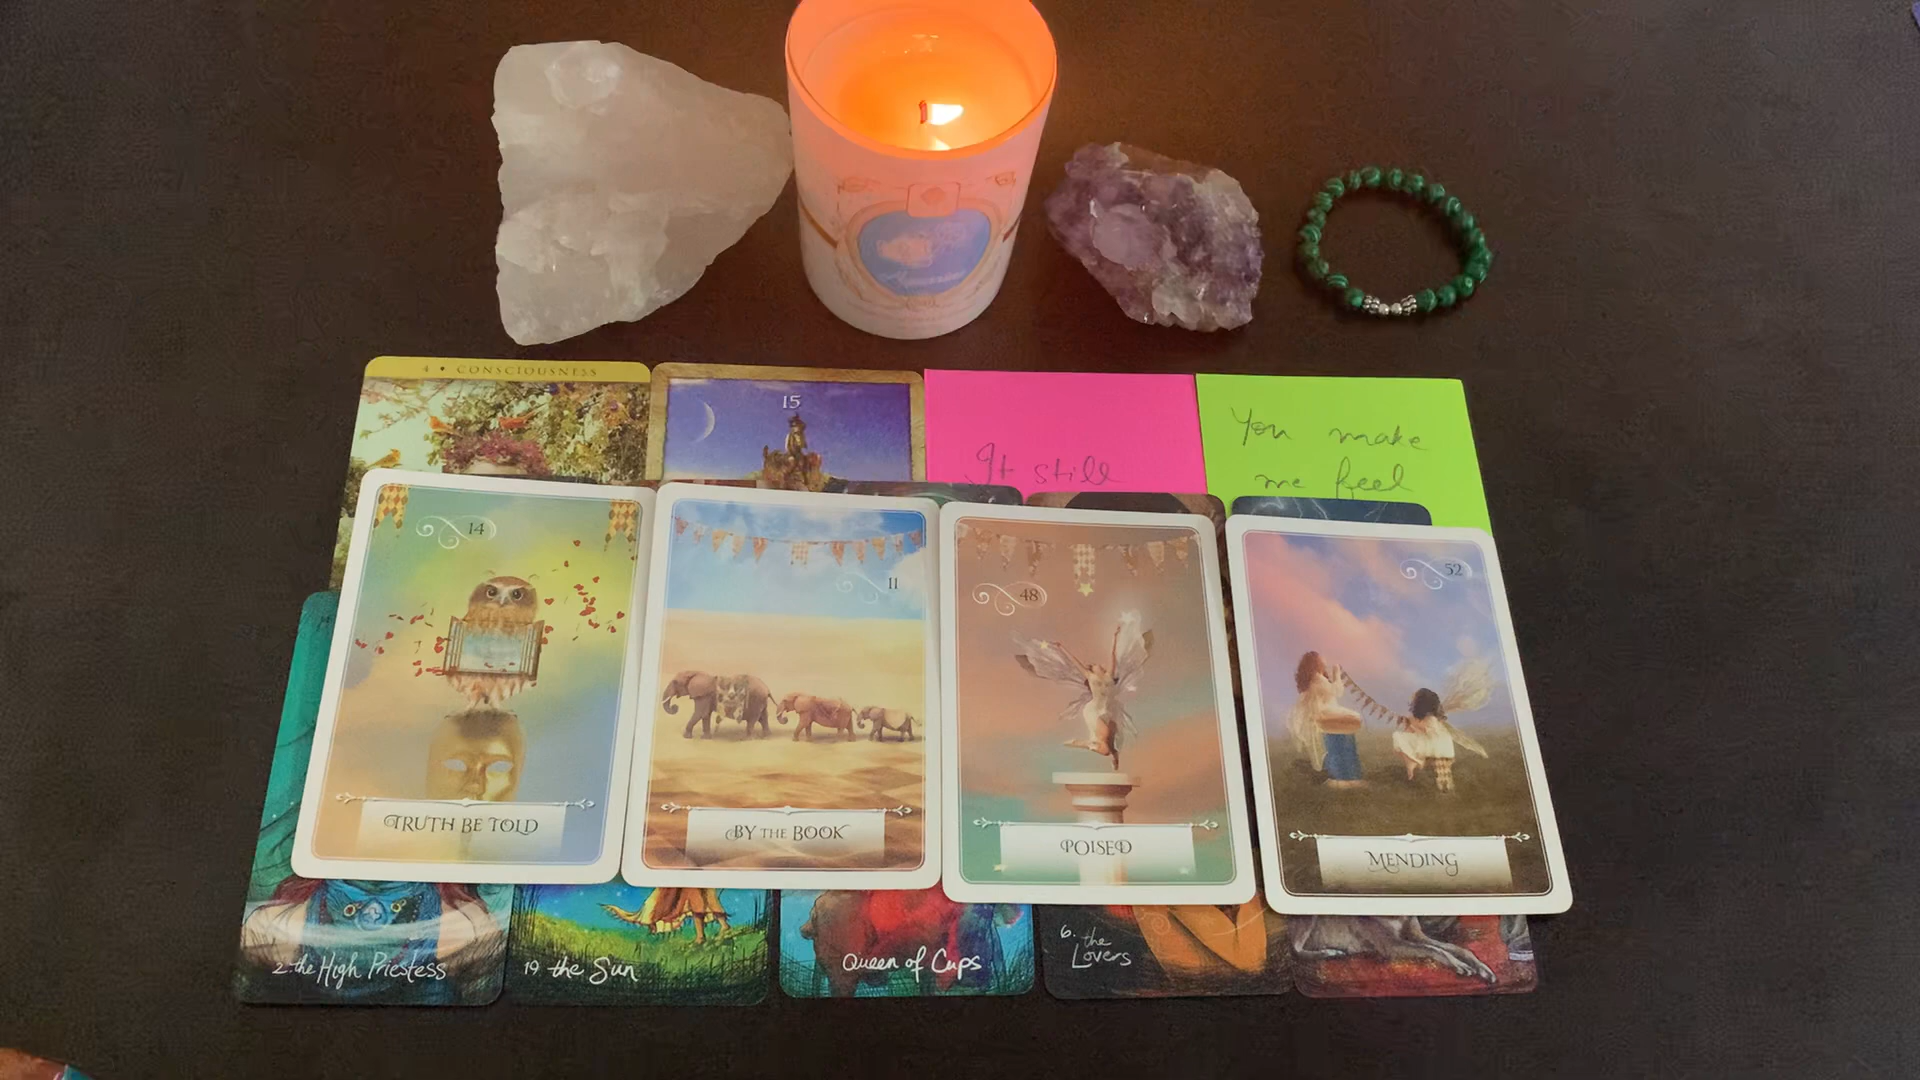 4 • CONSCIOUSNESS
15
It still
You make
me feel
14
TRUTH BE TOLD
11
BY THE BOOK
48
POISED
52
MENDING
2. the High Priestess
19 the Sun
Queen of Cups
6. the
Lovers